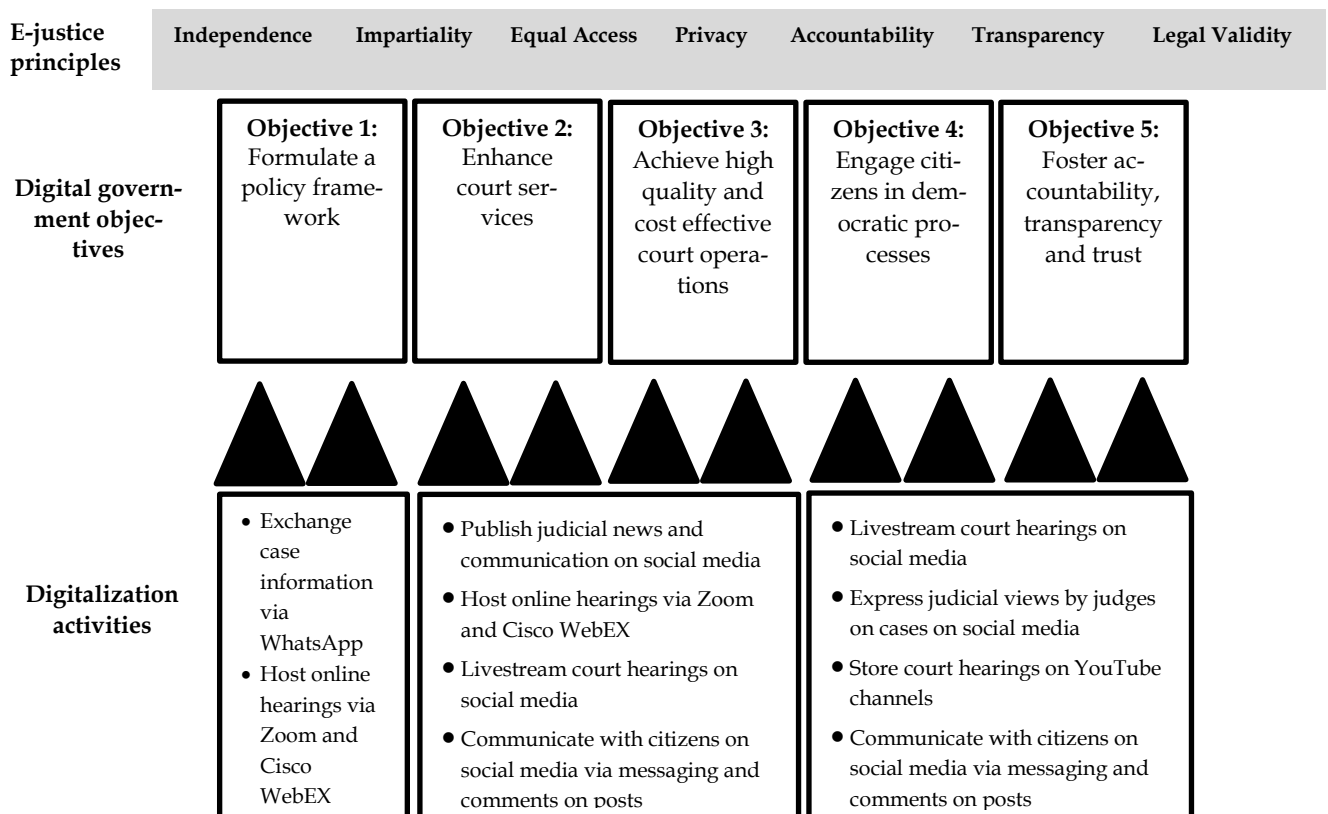 E-justice
principles
Independence Impartiality Equal Access Privacy Accountability Transparency Legal Validity
Digital govern-
ment objec-
tives
Objective 1:
Formulate a
policy frame-
work
Objective 2:
Enhance
court ser-
vices
Objective 3:
Achieve high
quality and
cost effective
court opera-
tions
Objective 4:
Engage citi-
zens in dem-
ocratic pro-
cesses
Objective 5:
Foster ac-
countability,
transparency
and trust
Digitalization
activities
• Exchange
case
information
via
WhatsApp
• Host online
hearings via
Zoom and
Cisco
WebEX
• Publish judicial news and
communication on social media
• Host online hearings via Zoom
and Cisco WebEX
• Livestream court hearings on
social media
• Communicate with citizens on
social media via messaging and
comments on posts
• Livestream court hearings on
social media
• Express judicial views by judges
on cases on social media
• Store court hearings on YouTube
channels
• Communicate with citizens on
social media via messaging and
comments on posts